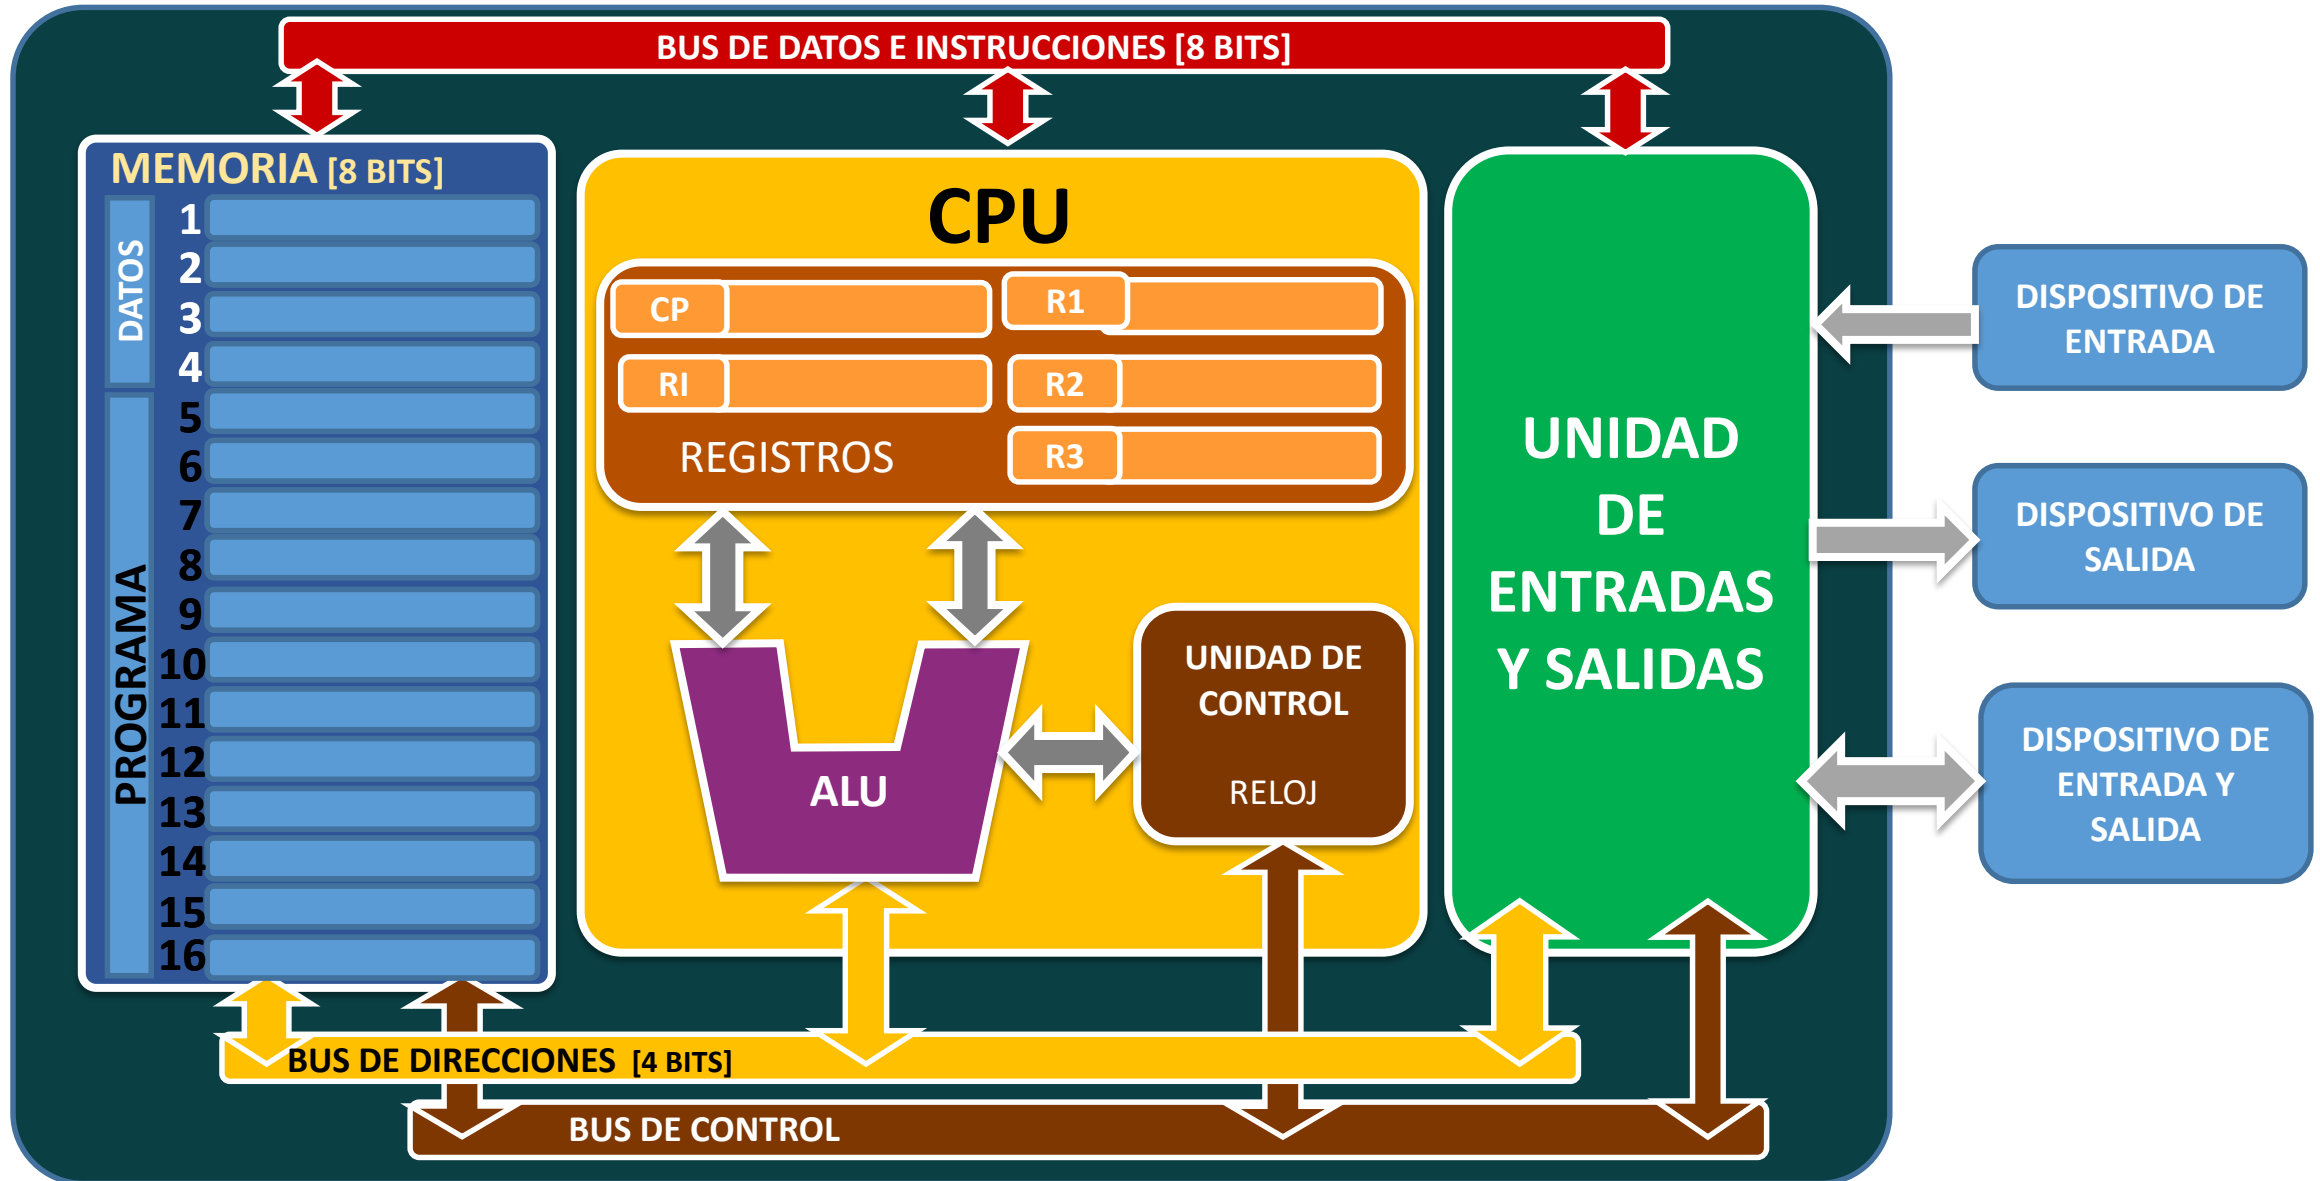 BUS DE DATOS E INSTRUCCIONES [8 BITS]
MEMORIA [8 BITS]
DATOS
1
2
3
4
PROGRAMA
5
6
7
8
9
10
11
12
13
14
15
16
CPU
CP
R1
RI
R2
REGISTROS
R3
ALU
UNIDAD DE
CONTROL
RELOJ
UNIDAD
DE
ENTRADAS
Y SALIDAS
DISPOSITIVO DE
ENTRADA
DISPOSITIVO DE
SALIDA
DISPOSITIVO DE
ENTRADA Y
SALIDA
BUS DE DIRECCIONES [4 BITS]
BUS DE CONTROL